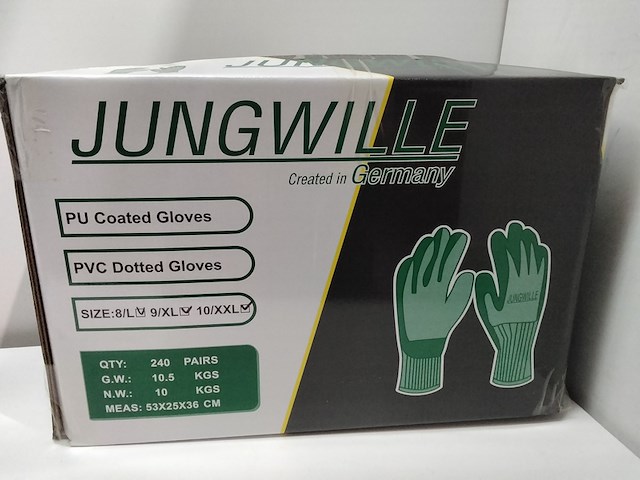 JUNGWILLE
Created in Germany
PU Coated Gloves
PVC Dotted Gloves
SIZE:8/L☑ 9/XL☑ 10/XXL☑
JUNGWILLE
QTY: 240 PAIRS
G.W.: 10.5 KGS
N.W.: 10 KGS
MEAS: 53X25X36 CM